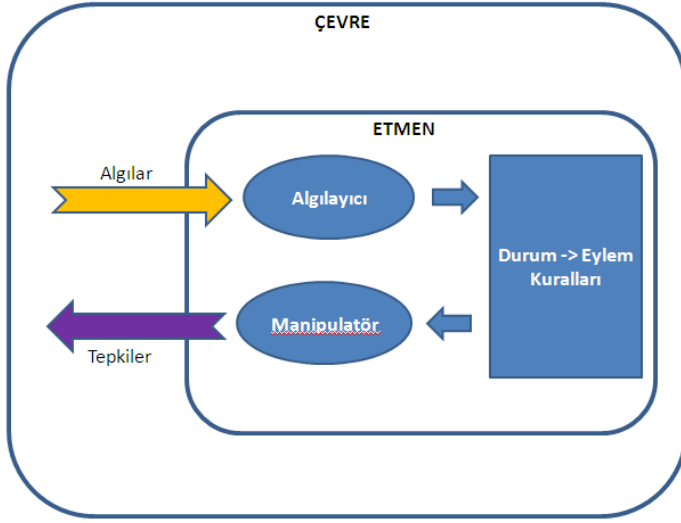 ÇEVRE
ETMEN
Algılar
Algılayıcı
Durum -> Eylem
Kuralları
Manipulatör
Tepkiler